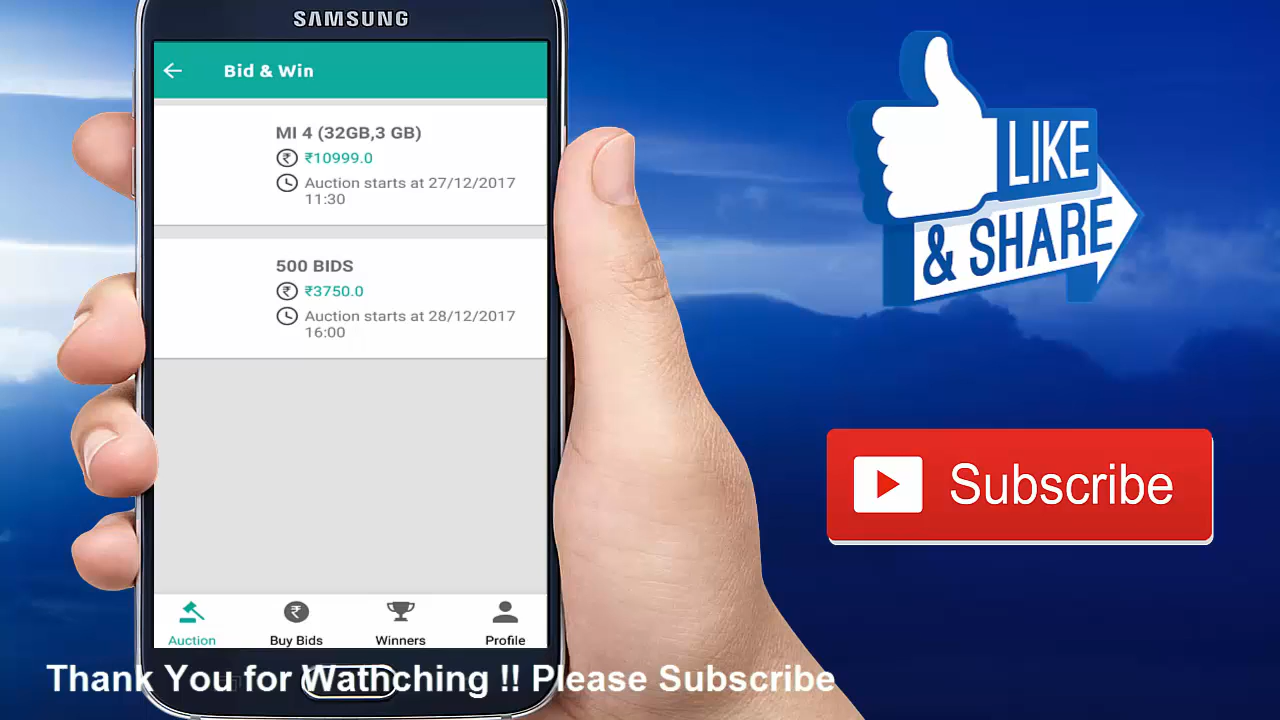 SAMSUNG
Bid & Win
MI 4 (32GB,3 GB)
₹10999.0
Auction starts at 27/12/2017
11:30
500 BIDS
₹3750.0
Auction starts at 28/12/2017
16:00
Auction
Buy Bids
Winners
Profile
LIKE
& SHARE
Subscribe
Thank You for Wathching !! Please Subscribe